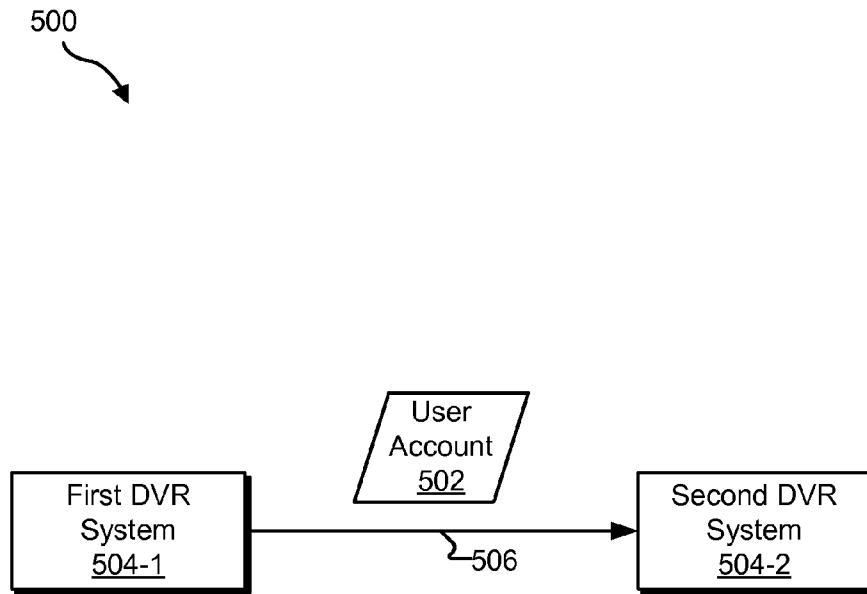 500
User
Account
502
First DVR
System
504-1
506
Second DVR
System
504-2